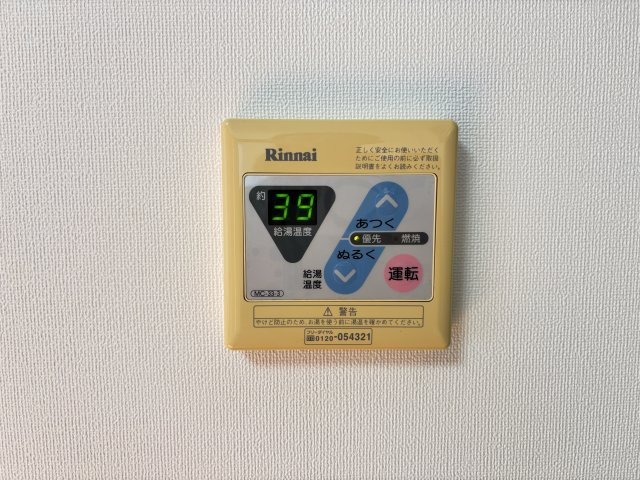 Rinnai
正しく安全にお使いいただく
ためにご使用の前に必ず取扱
説明書をよくお読みください。
約
39
給湯温度
あつく
優先 燃焼
ぬるく
給湯
温度
運転
MC-33-3
⚠ 警告
やけど防止のため、お湯を使う前に湯温を確かめてください。
フリーダイヤル
0120-054321